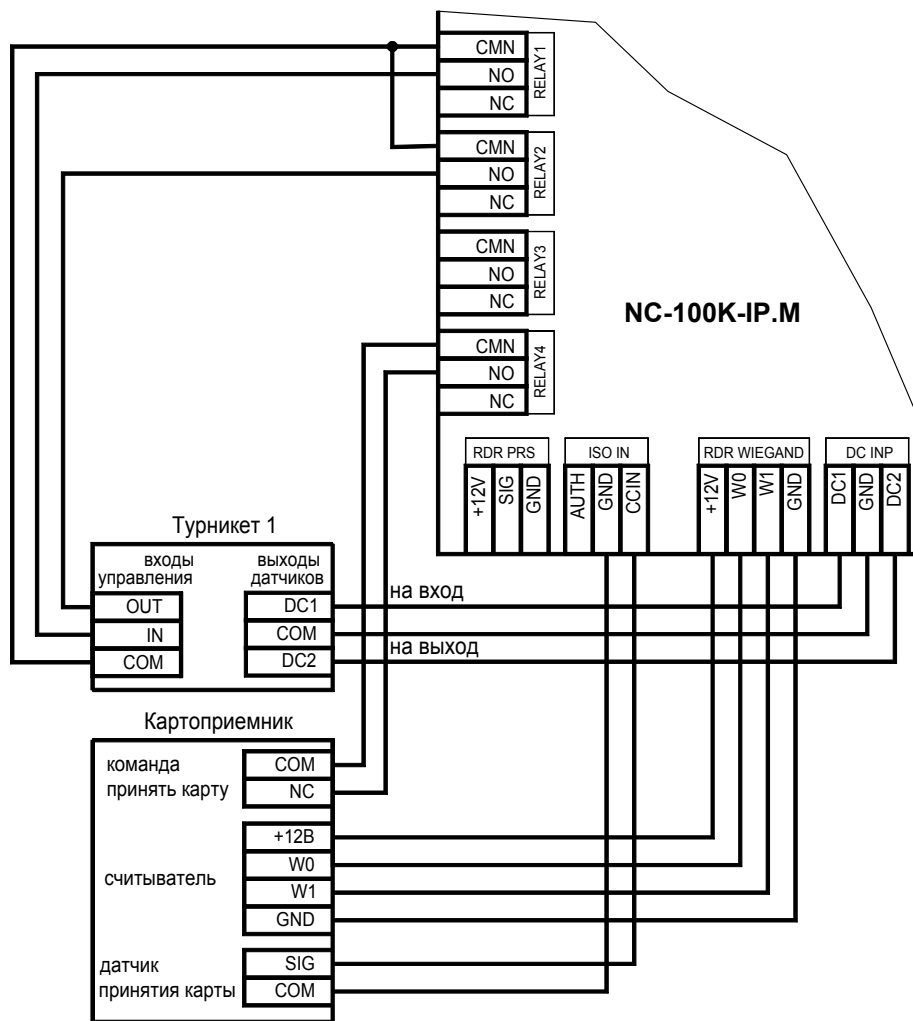 CMN
NO
NC
RELAY1
CMN
NO
NC
RELAY2
CMN
NO
NC
RELAY3
CMN
NO
NC
RELAY4
NC-100K-IP.M
RDR PRS
+12V
SIG
GND
ISO IN
AUTH
GND
CCIN
RDR WIEGAND
+12V
W0
W1
GND
DC INP
DC1
GND
DC2
Турникет 1
входы
управления
OUT
IN
COM
выходы
датчиков
DC1
COM
DC2
на вход
на выход
Картоприемник
команда
принять карту
COM
NC
считыватель
+12В
W0
W1
GND
датчик
принятия карты
SIG
COM